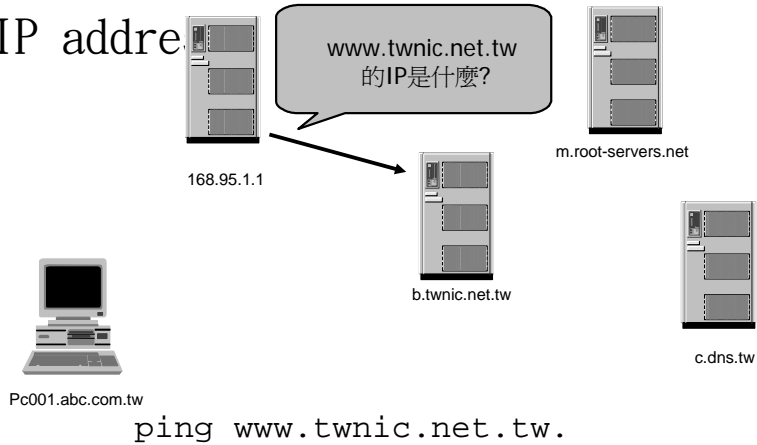 IP addre
www.twnic.net.tw
的IP是什麼?
m.root-servers.net
168.95.1.1
b.twnic.net.tw
c.dns.tw
Pc001.abc.com.tw
ping www.twnic.net.tw.